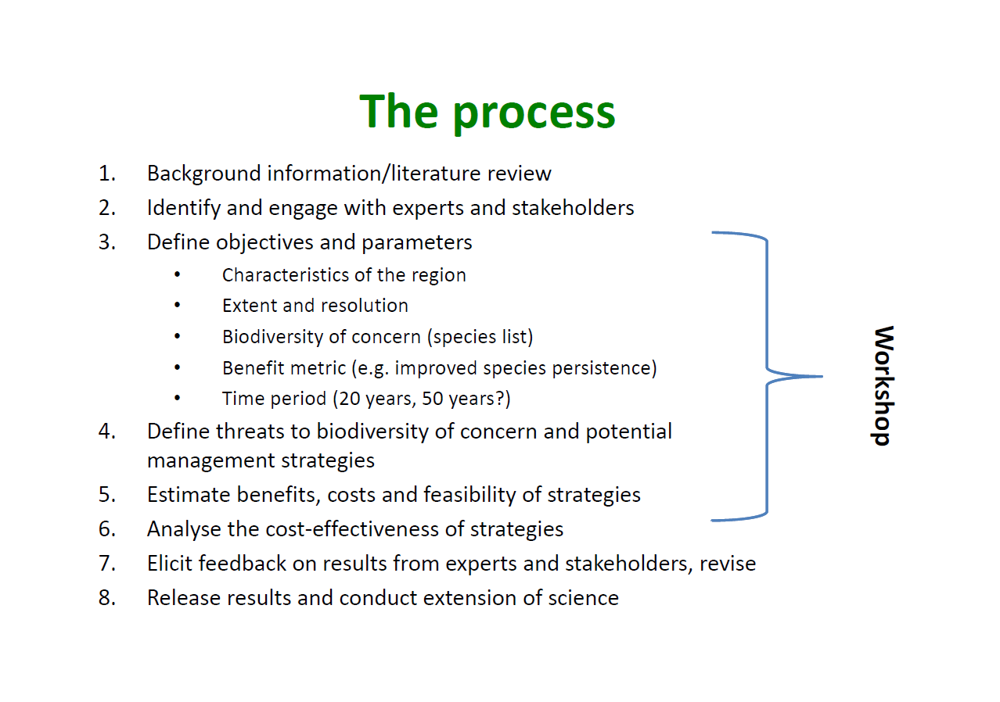 The process
1. Background information/literature review
2. Identify and engage with experts and stakeholders
3. Define objectives and parameters
• Characteristics of the region
• Extent and resolution
• Biodiversity of concern (species list)
• Benefit metric (e.g. improved species persistence)
• Time period (20 years, 50 years?)
4. Define threats to biodiversity of concern and potential
management strategies
5. Estimate benefits, costs and feasibility of strategies
6. Analyse the cost-effectiveness of strategies
7. Elicit feedback on results from experts and stakeholders, revise
8. Release results and conduct extension of science
Workshop